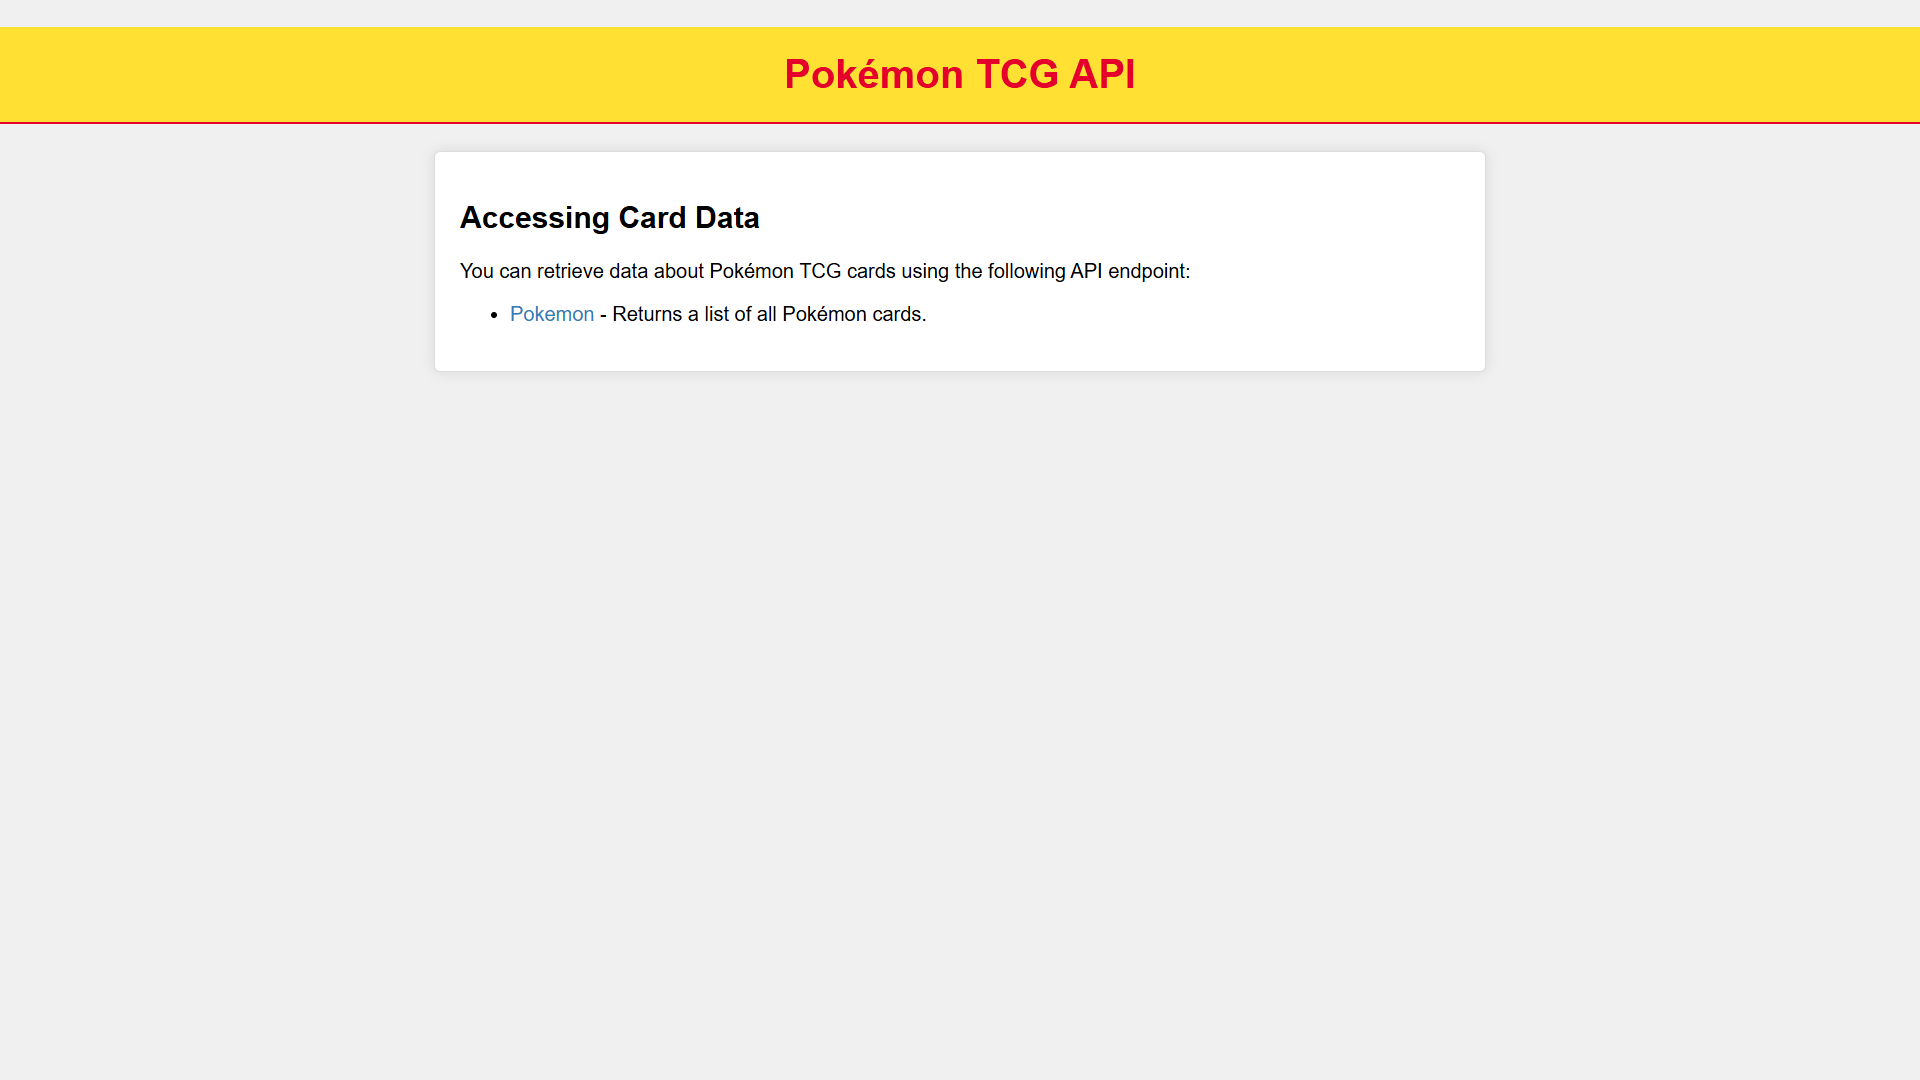 Pokémon TCG API
Accessing Card Data
You can retrieve data about Pokémon TCG cards using the following API endpoint:
• Pokemon - Returns a list of all Pokémon cards.